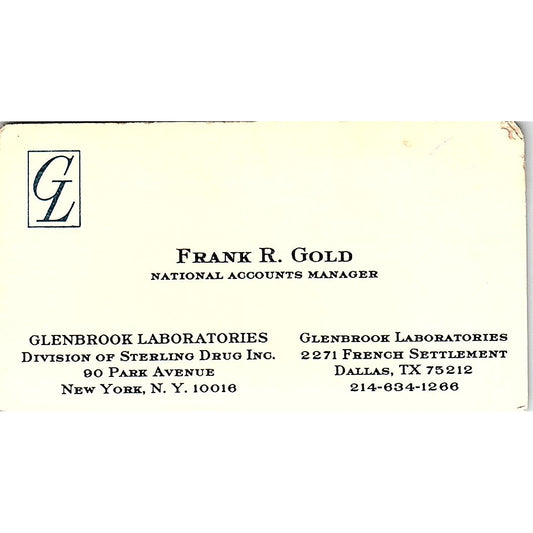 GL
FRANK R. GOLD
NATIONAL ACCOUNTS MANAGER
GLENBROOK LABORATORIES
DIVISION OF STERLING DRUG INC.
90 PARK AVENUE
NEW YORK, N. Y. 10016
GLENBROOK LABORATORIES
2271 FRENCH SETTLEMENT
DALLAS, TX 75212
214-634-1266